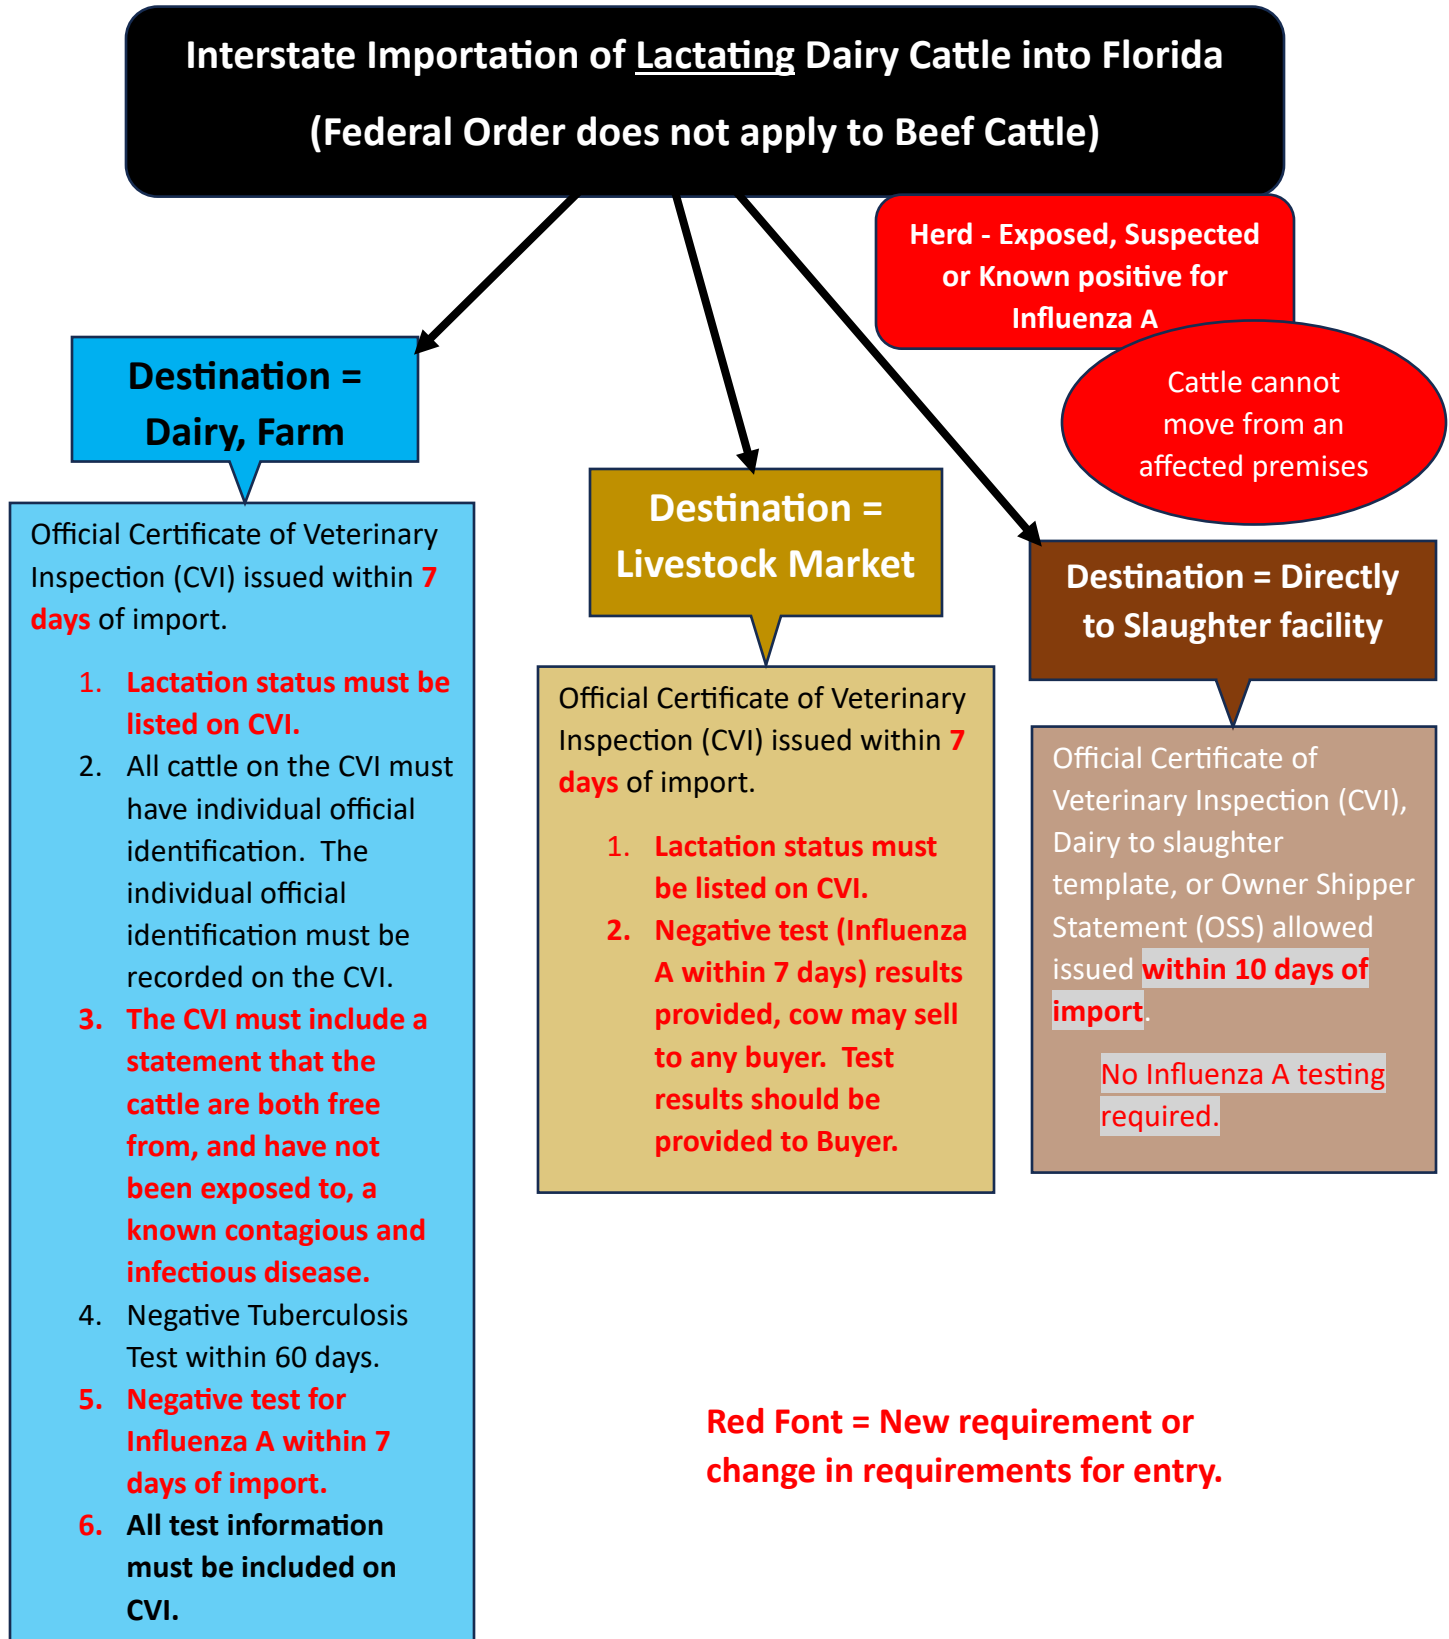 Interstate Importation of Lactating Dairy Cattle into Florida
(Federal Order does not apply to Beef Cattle)
Herd - Exposed, Suspected
or Known positive for
Influenza A
Cattle cannot
move from an
affected premises
Destination =
Dairy, Farm
Official Certificate of Veterinary
Inspection (CVI) issued within 7
days of import.
1. Lactation status must be
listed on CVI.
2. All cattle on the CVI must
have individual official
identification. The
individual official
identification must be
recorded on the CVI.
3. The CVI must include a
statement that the
cattle are both free
from, and have not
been exposed to, a
known contagious and
infectious disease.
4. Negative Tuberculosis
Test within 60 days.
5. Negative test for
Influenza A within 7
days of import.
6. All test information
must be included on
CVI.
Destination =
Livestock Market
Official Certificate of Veterinary
Inspection (CVI) issued within 7
days of import.
1. Lactation status must
be listed on CVI.
2. Negative test (Influenza
A within 7 days) results
provided, cow may sell
to any buyer. Test
results should be
provided to Buyer.
Destination = Directly
to Slaughter facility
Official Certificate of
Veterinary Inspection (CVI),
Dairy to slaughter
template, or Owner Shipper
Statement (OSS) allowed
issued within 10 days of
import.
No Influenza A testing
required.
Red Font = New requirement or
change in requirements for entry.